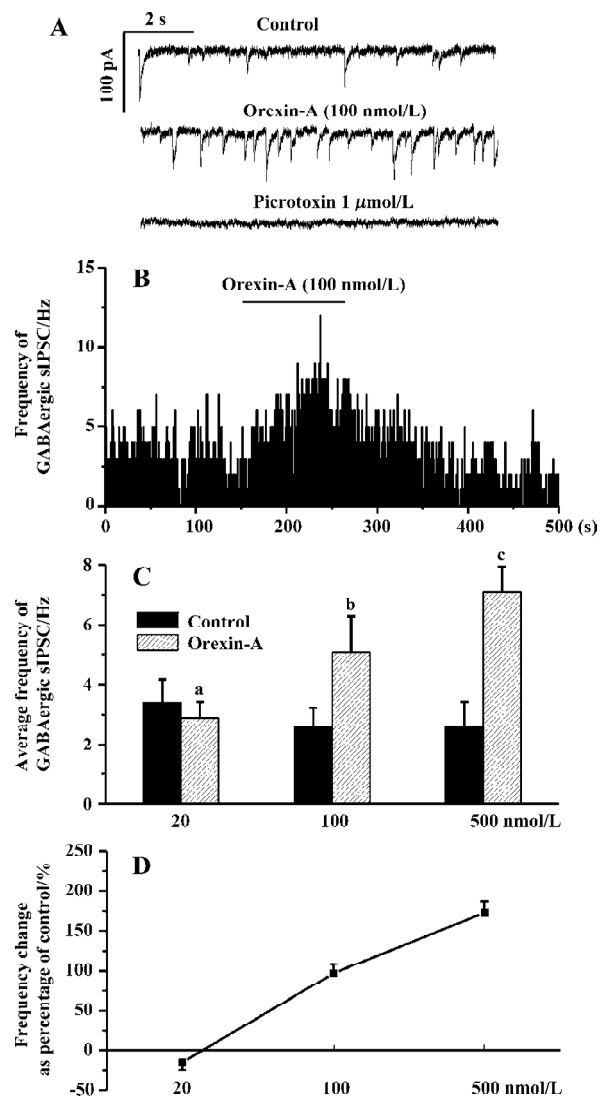 A
2 s
Control
100 pA
Orexin-A (100 nmol/L)
Picrotoxin 1 μmol/L
B
Orexin-A (100 nmol/L)
Frequency of
GABAergic sIPSC/Hz
15
10
5
0
0 100 200 300 400 500 (s)
C
Control
Orexin-A
Average frequency of
GABAergic sIPSC/Hz
8
6
4
2
0
a
b
c
20 100 500 nmol/L
D
Frequency change
as percentage of control/%
250
200
150
100
50
0
-50
20 100 500 nmol/L